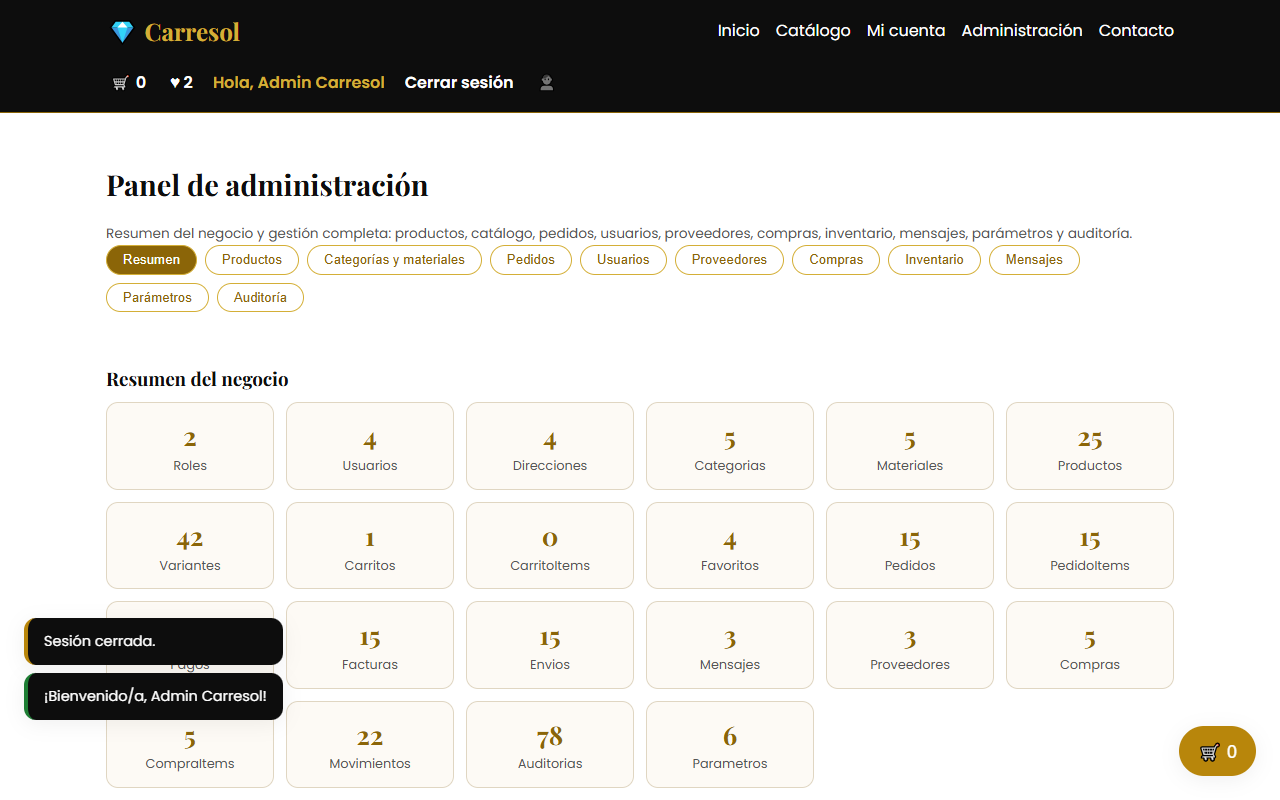 Carresol
Inicio Catálogo Mi cuenta Administración Contacto
0 2 Hola, Admin Carresol Cerrar sesión
Panel de administración
Resumen del negocio y gestión completa: productos, catálogo, pedidos, usuarios, proveedores, compras, inventario, mensajes, parámetros y auditoría.
Resumen Productos Categorías y materiales Pedidos Usuarios Proveedores Compras Inventario Mensajes
Parámetros Auditoría
Resumen del negocio
2 4 4 5 5 25
Roles Usuarios Direcciones Categorias Materiales Productos
42 1 0 4 15 15
Variantes Carritos CarritoItems Favoritos Pedidos PedidoItems
15 15 3 3 5
Pagos Facturas Envios Mensajes Proveedores Compras
Sesión cerrada.
¡Bienvenido/a, Admin Carresol!
5 22 78 6
CompraItems Movimientos Auditorias Parametros
0